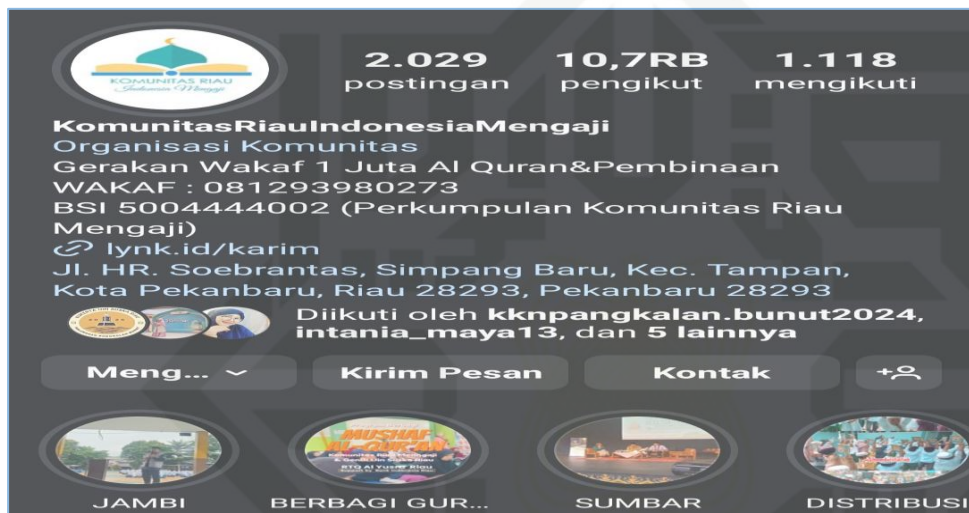 KOMUNITAS RIAU
Indonesia Mengaji
2.029 10,7RB 1.118
postingan pengikut mengikuti
KomunitasRiauIndonesiaMengaji
Organisasi Komunitas
Gerakan Wakaf 1 Juta Al Quran&Pembinaan
WAKAF : 081293980273
BSI 5004444002 (Perkumpulan Komunitas Riau
Mengaji)
lynk.id/karim
Jl. HR. Soebrantas, Simpang Baru, Kec. Tampan,
Kota Pekanbaru, Riau 28293, Pekanbaru 28293
Diikuti oleh kknpangkalan.bunut2024,
intania_maya13, dan 5 lainnya
Meng... Kirim Pesan Kontak
MUSHAF
AL-QUR'AN
JAMBI BERBAGI GUR... SUMBAR DISTRIBUSI